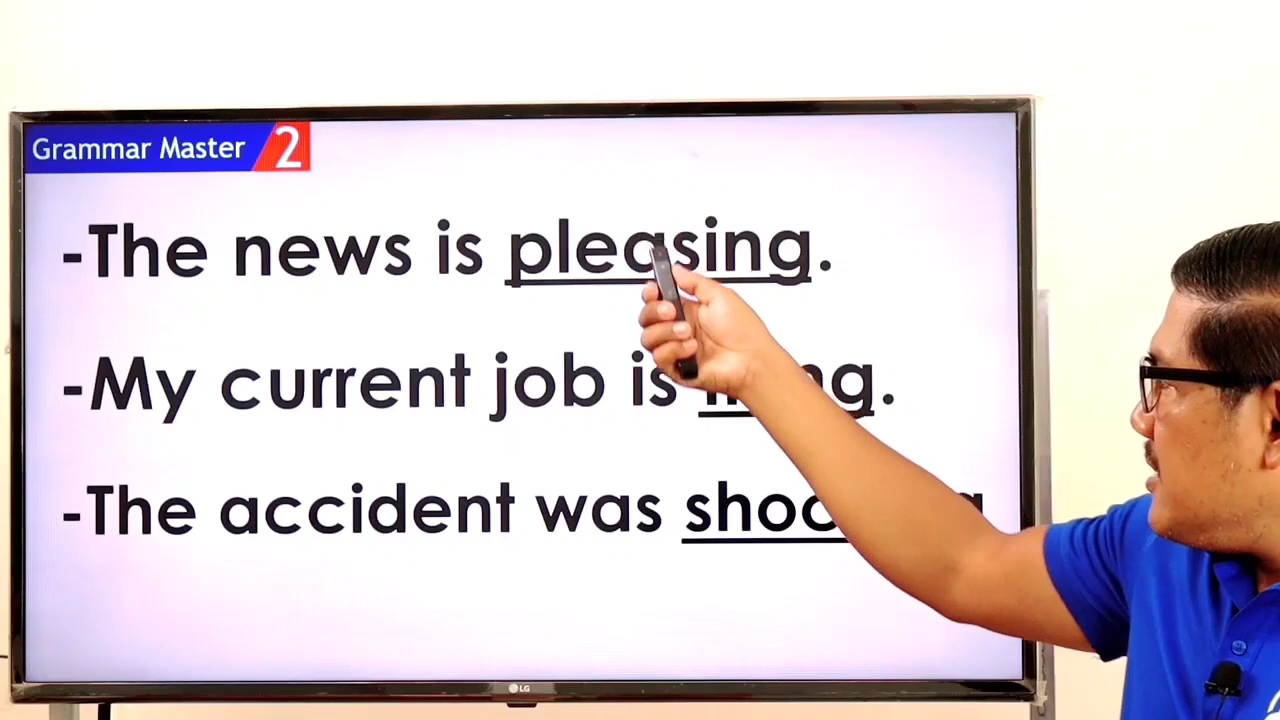 Grammar Master 2
-The news is pleasing.
-My current job is
-The accident was
LG